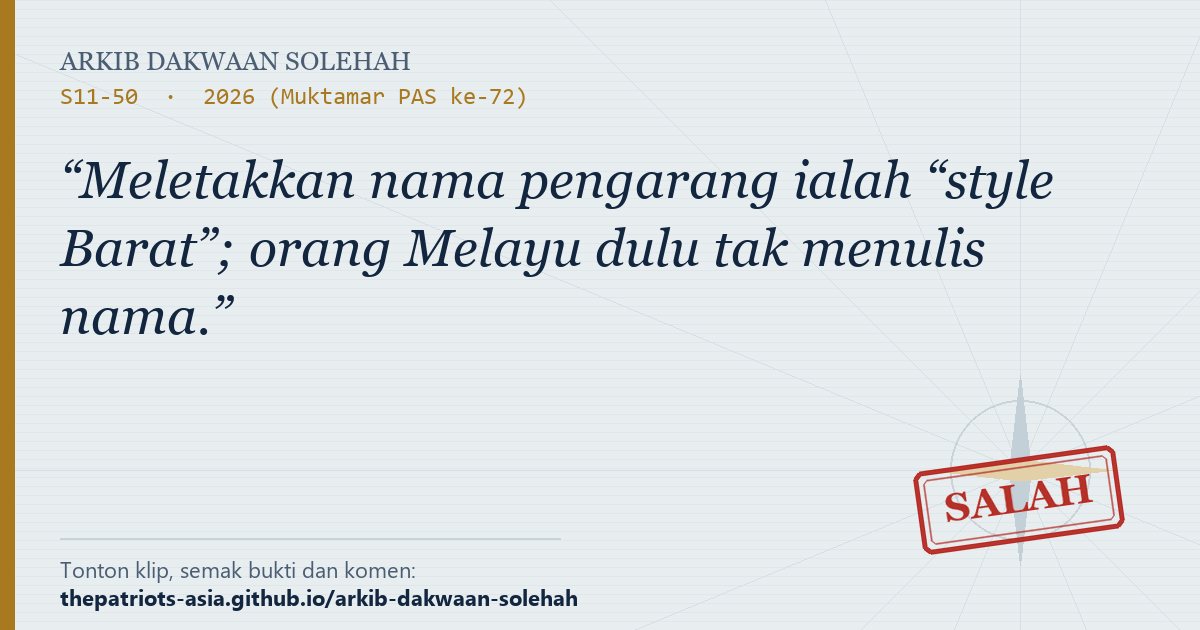 ARKIB DAKWAAN SOLEHAH
S11-50 · 2026 (Muktamar PAS ke-72)
“Meletakkan nama pengarang ialah “style
Barat”; orang Melayu dulu tak menulis
nama.”
SALAH
Tonton klip, semak bukti dan komen:
thepatriots-asia.github.io/arkib-dakwaan-solehah